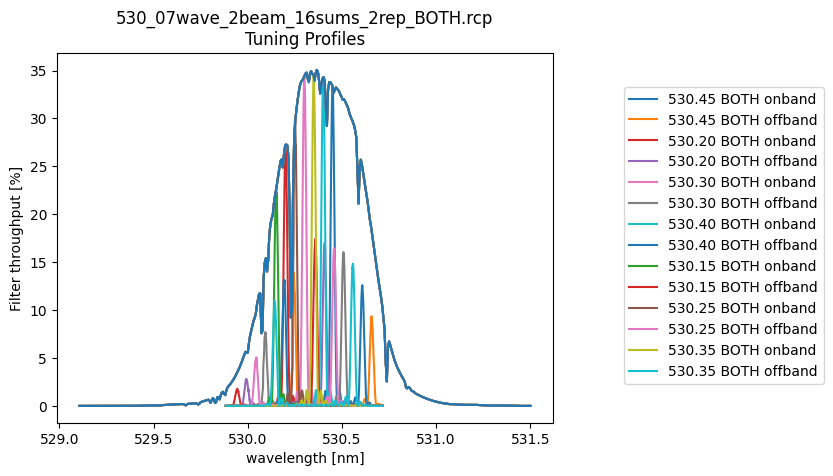 530_07wave_2beam_16sums_2rep_BOTH.rcp
Tuning Profiles
Filter throughput [%]
35
30
25
20
15
10
5
0
529.0
529.5
530.0
530.5
531.0
531.5
wavelength [nm]
530.45 BOTH onband
530.45 BOTH offband
530.20 BOTH onband
530.20 BOTH offband
530.30 BOTH onband
530.30 BOTH offband
530.40 BOTH onband
530.40 BOTH offband
530.15 BOTH onband
530.15 BOTH offband
530.25 BOTH onband
530.25 BOTH offband
530.35 BOTH onband
530.35 BOTH offband